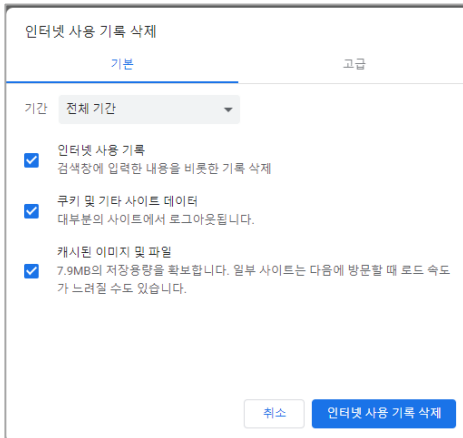 인터넷 사용 기록 삭제
기본
고급
기간 전체 기간
인터넷 사용 기록
검색창에 입력한 내용을 비롯한 기록 삭제
쿠키 및 기타 사이트 데이터
대부분의 사이트에서 로그아웃됩니다.
캐시된 이미지 및 파일
7.9MB의 저장용량을 확보합니다. 일부 사이트는 다음에 방문할 때 로드 속도
가 느려질 수도 있습니다.
취소
인터넷 사용 기록 삭제